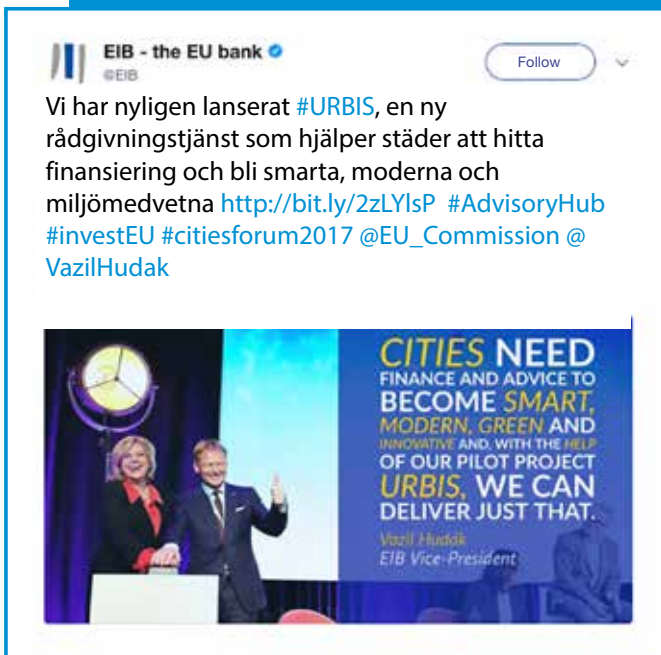 EIB - the EU bank
@EIB
Follow
Vi har nyligen lanserat #URBIS, en ny
rådgivningstjänst som hjälper städer att hitta
finansiering och bli smarta, moderna och
miljömedvetna http://bit.ly/2zLYlsP #AdvisoryHub
#investEU #citiesforum2017 @EU_Commission @
VazilHudak
CITIES NEED
FINANCE AND ADVICE TO
BECOME SMART,
MODERN, GREEN AND
INNOVATIVE AND, WITH THE HELP
OF OUR PILOT PROJECT
URBIS, WE CAN
DELIVER JUST THAT.
Vazil Hudák
EIB Vice-President